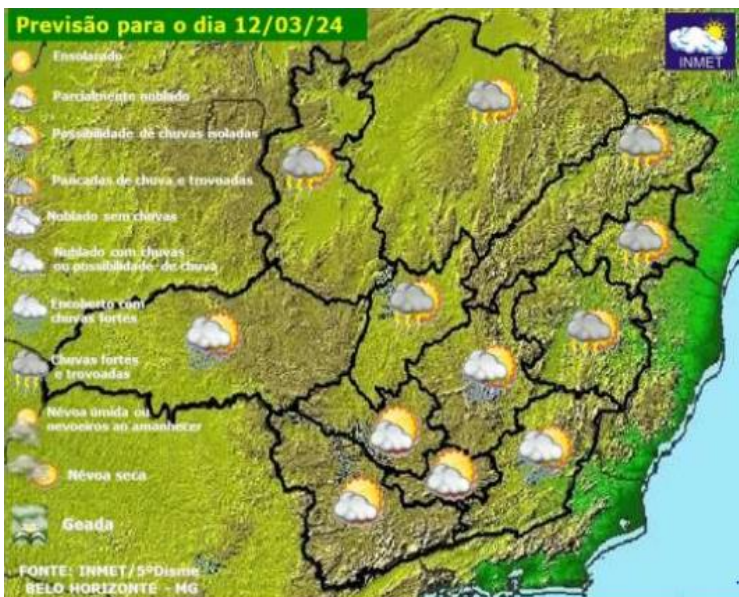 Previsão para o dia 12/03/24
INMET
Ensolarado
Parcialmente noblado
Possibilidade de chuvas isoladas
Pancadas de chuva e trovoadas
Noblado sem chuvas
Nublado com chuvas
ou possibilidade de chuva
Encoberto com
chuvas fortes
Chuvas fortes
e trovoadas
Névoa úmida ou
nevoeiros ao amanhecer
Névoa seca
Geada
FONTE: INMET/5ºDisme
BELO HORIZONTE - MG